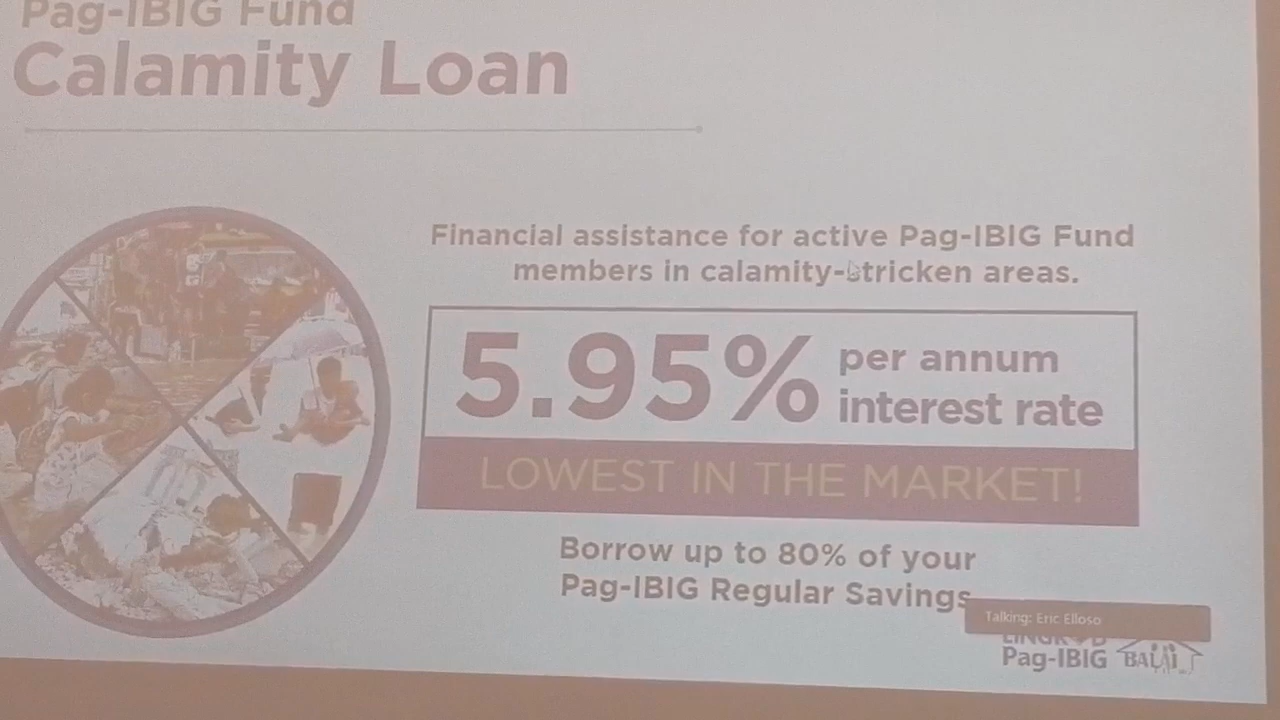 Pag-IBIG Fund
Calamity Loan
Financial assistance for active Pag-IBIG Fund
members in calamity-stricken areas.
5.95% per annum
interest rate
LOWEST IN THE MARKET!
Borrow up to 80% of your
Pag-IBIG Regular Savings
Talking: Eric Elloso
Pag-IBIG
BALAI